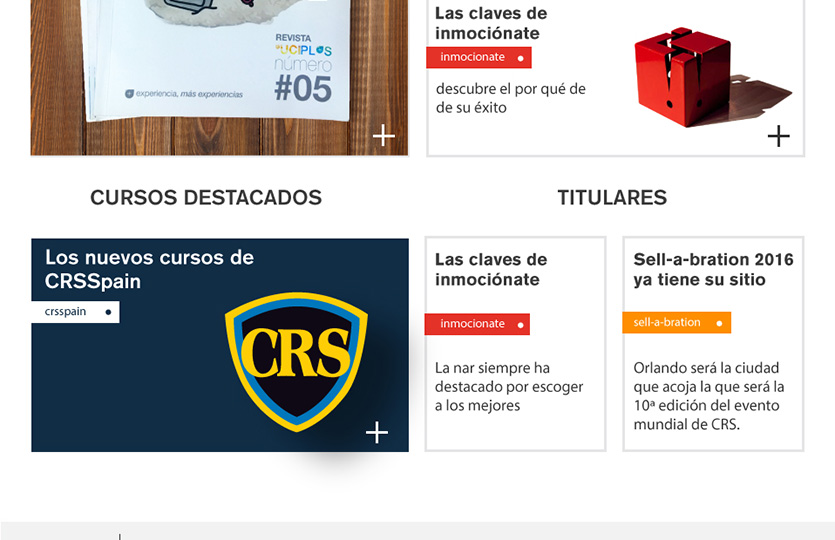 REVISTA
UCIPLUS
número
#05
experiencia, más experiencias
Las claves de
inmociónate
inmocionate
descubre el por qué de
de su éxito
CURSOS DESTACADOS
TITULARES
Los nuevos cursos de
CRSSpain
crsspain
CRS
Las claves de
inmociónate
inmocionate
La nar siempre ha
destacado por escoger
a los mejores
Sell-a-bration 2016
ya tiene su sitio
sell-a-bration
Orlando será la ciudad
que acoja la que será la
10ª edición del evento
mundial de CRS.